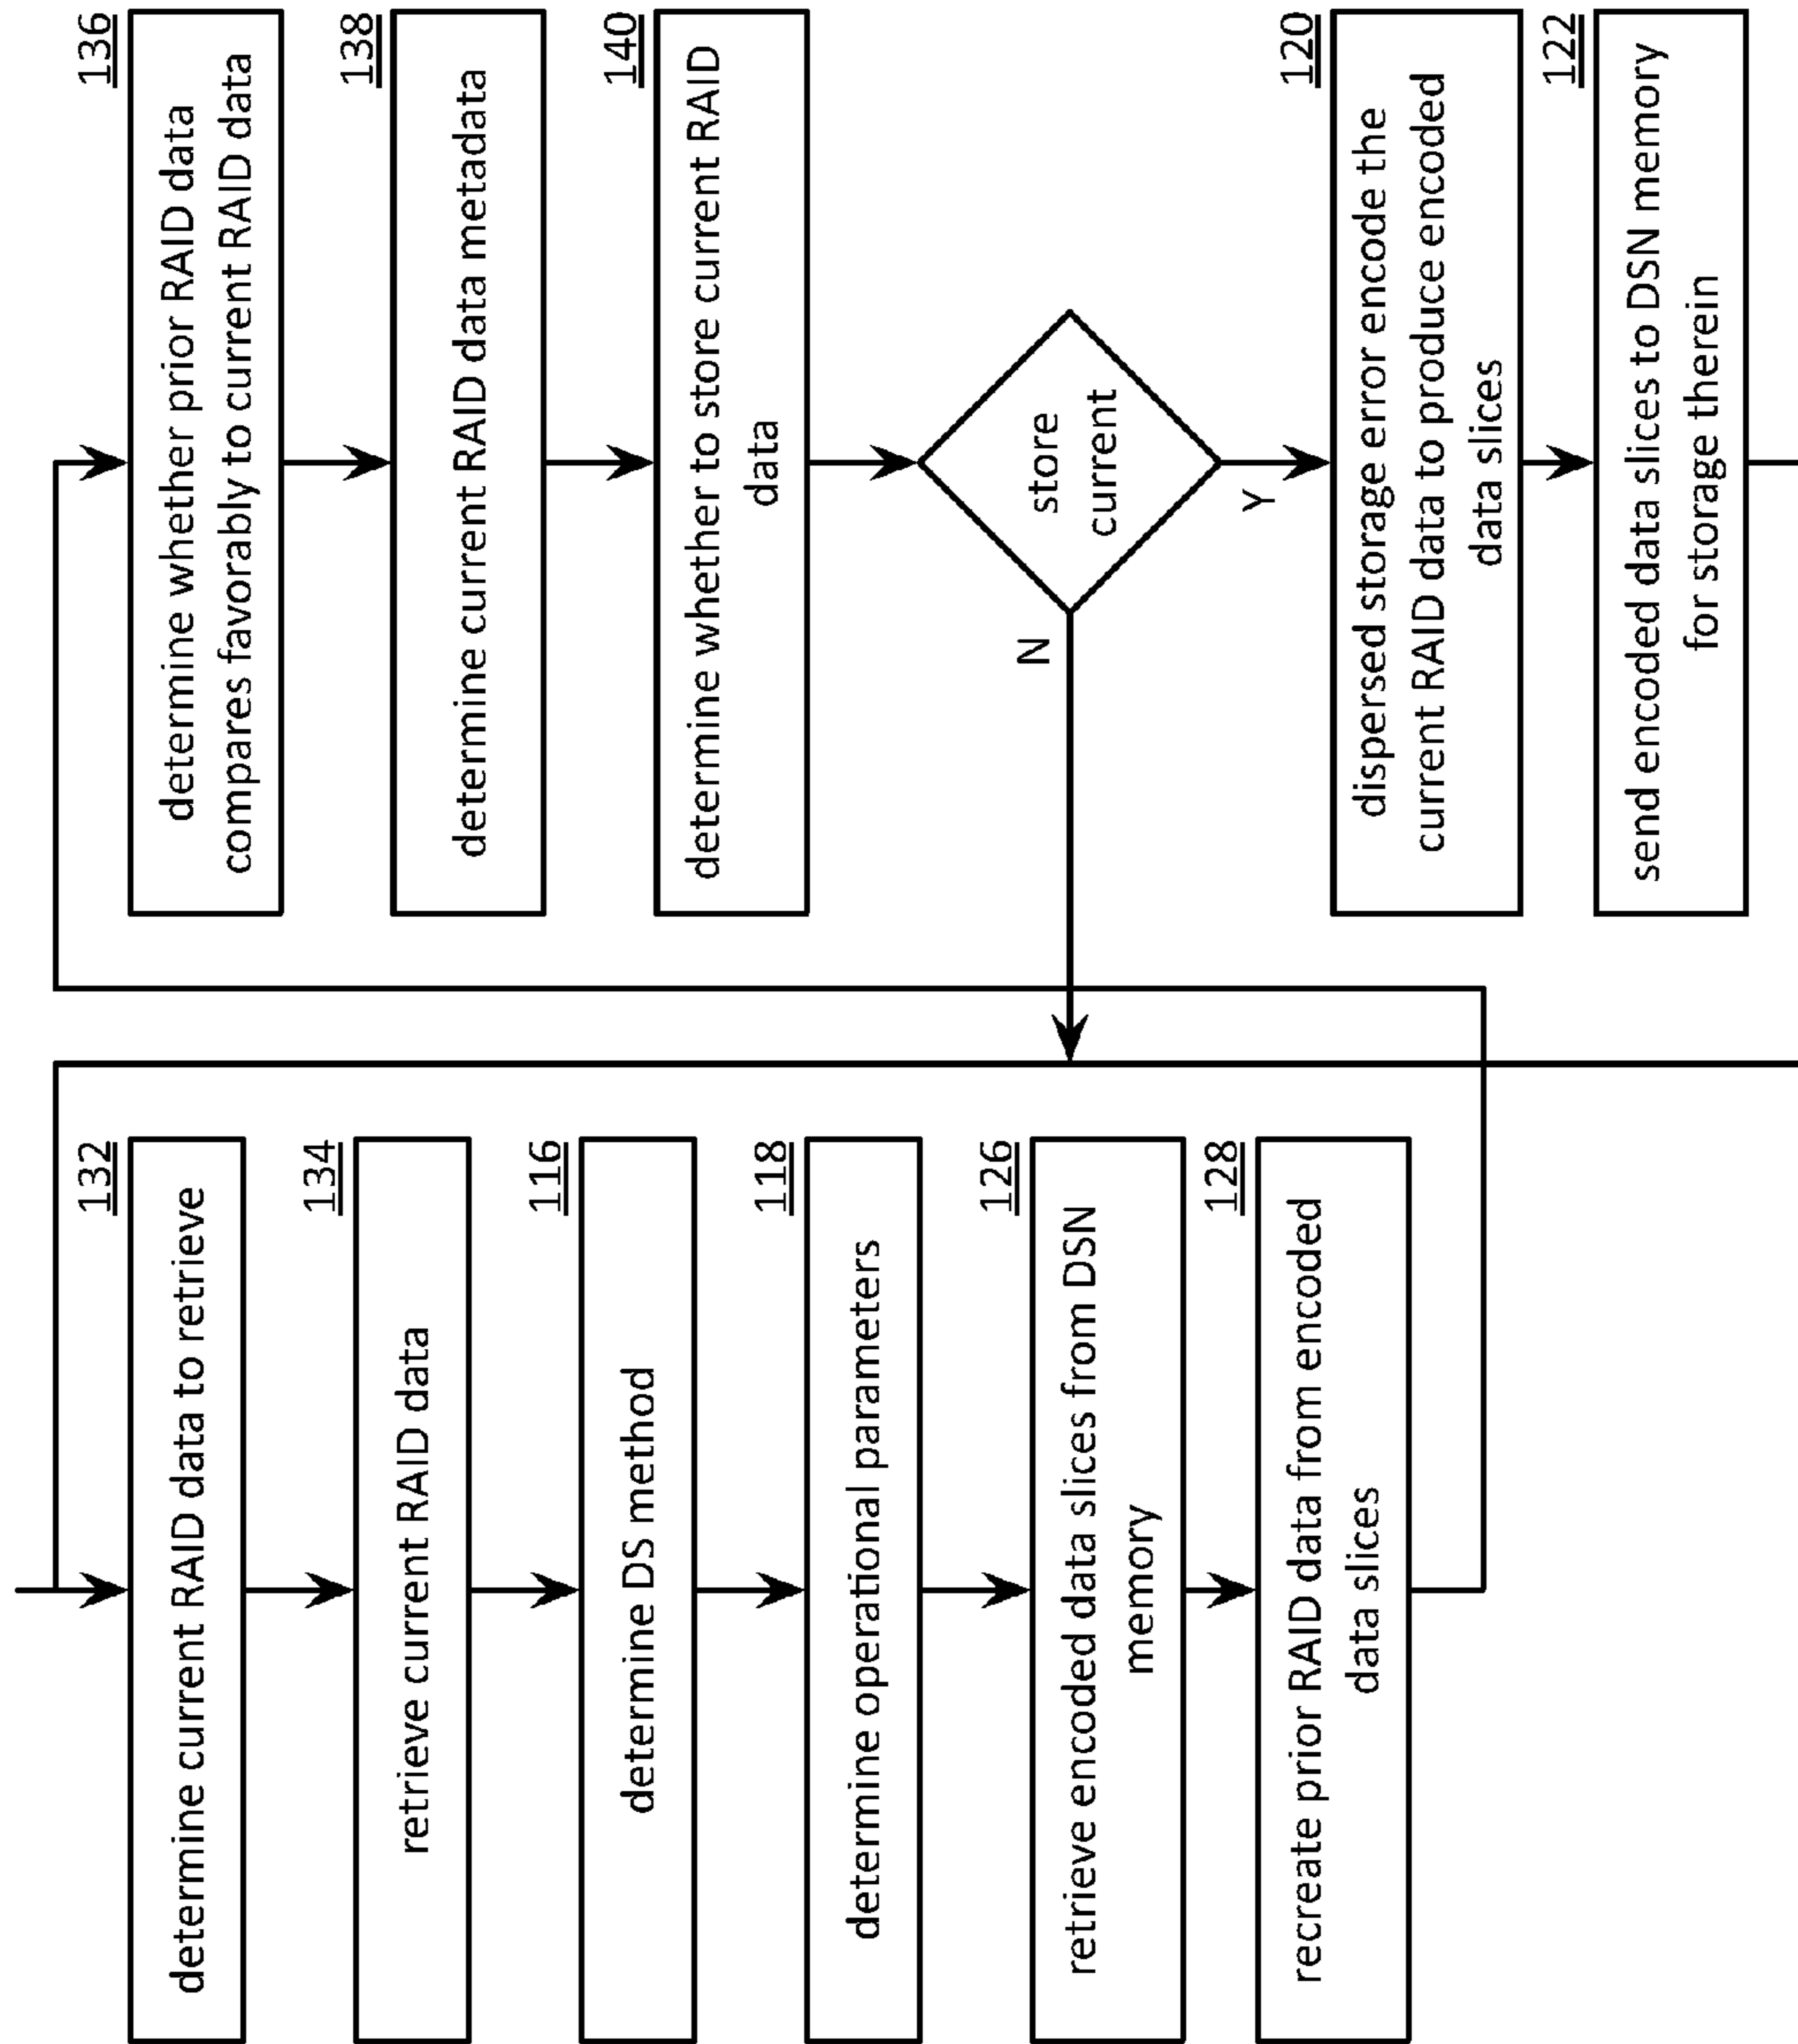 132
determine current RAID data to retrieve
134
retrieve current RAID data
116
determine DS method
118
determine operational parameters
126
retrieve encoded data slices from DSN
memory
128
recreate prior RAID data from encoded
data slices
136
determine whether prior RAID data
compares favorably to current RAID data
138
determine current RAID data metadata
140
determine whether to store current RAID
data
store
current
N
Y
120
dispersed storage error encode the
current RAID data to produce encoded
data slices
122
send encoded data slices to DSN memory
for storage therein